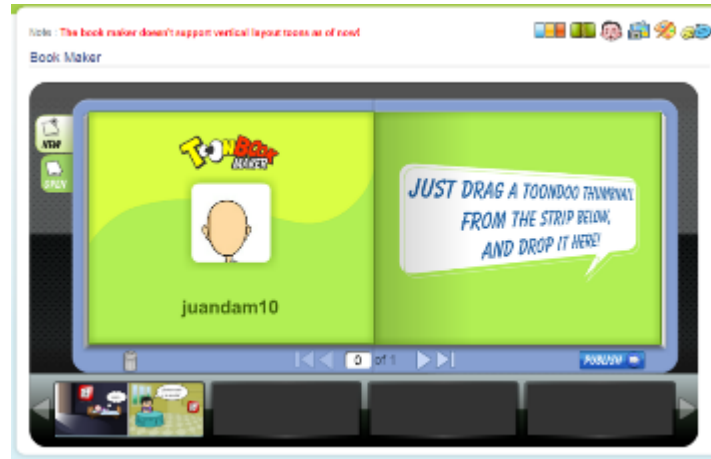 Note : The book maker doesn't support vertical layout toons as of now!
Book Maker
NEW
OPEN
TOONBOOK
MAKER
juandam10
JUST DRAG A TOONDOO THUMBNAIL
FROM THE STRIP BELOW,
AND DROP IT HERE!
0 of 1
PUBLISH